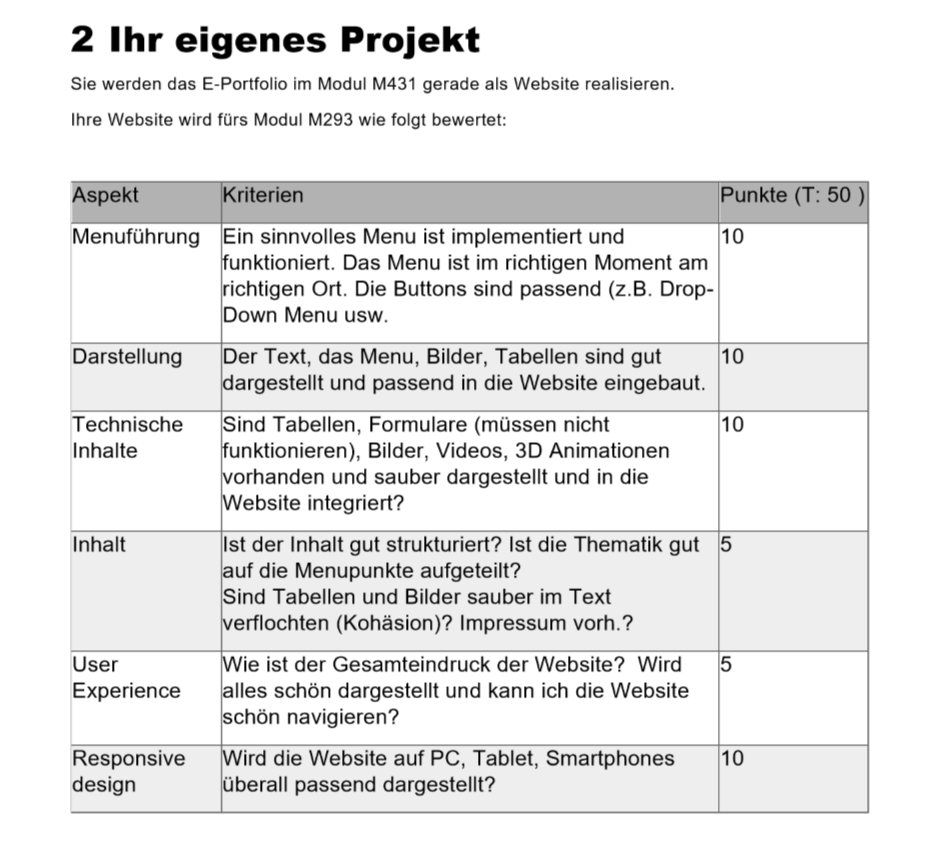 2 Ihr eigenes Projekt
Sie werden das E-Portfolio im Modul M431 gerade als Website realisieren.
Ihre Website wird fürs Modul M293 wie folgt bewertet:
Aspekt Kriterien Punkte (T: 50 )
Menuführung Ein sinnvolles Menu ist implementiert und 10
funktioniert. Das Menu ist im richtigen Moment am
richtigen Ort. Die Buttons sind passend (z.B. Drop-
Down Menu usw.
Darstellung Der Text, das Menu, Bilder, Tabellen sind gut 10
dargestellt und passend in die Website eingebaut.
Technische Sind Tabellen, Formulare (müssen nicht 10
Inhalte funktionieren), Bilder, Videos, 3D Animationen
vorhanden und sauber dargestellt und in die
Website integriert?
Inhalt Ist der Inhalt gut strukturiert? Ist die Thematik gut 5
auf die Menupunkte aufgeteilt?
Sind Tabellen und Bilder sauber im Text
verflochten (Kohäsion)? Impressum vorh.?
User Wie ist der Gesamteindruck der Website? Wird 5
Experience alles schön dargestellt und kann ich die Website
schön navigieren?
Responsive Wird die Website auf PC, Tablet, Smartphones 10
design überall passend dargestellt?